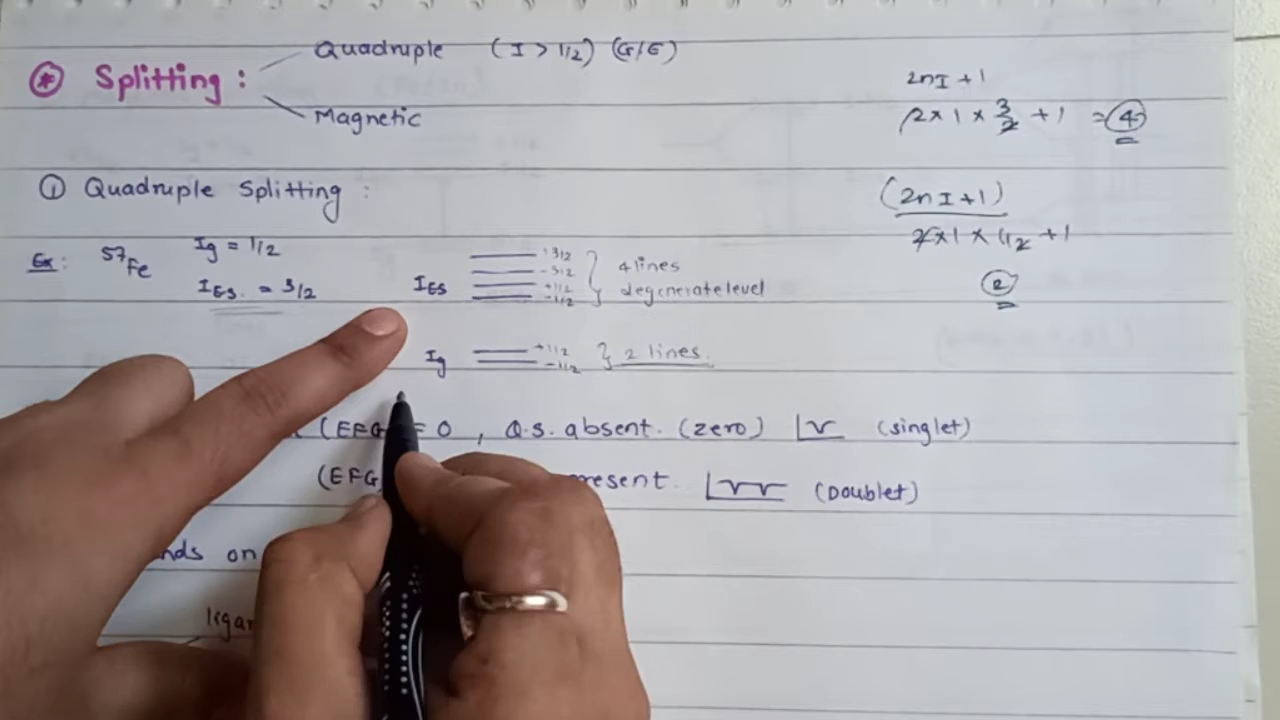 Quadruple (I > 1/2) (G/E)
* Splitting :
Magnetic
2nI + 1
2 x 1 x 3/2 + 1 = 4
① Quadruple Splitting :
(2nI + 1)
2 x 1 x 1/2 + 1
2
Ex : 57Fe Ig = 1/2
IES. = 3/2
IES +3/2 -3/2 +1/2 -1/2 } 4 lines
degenerate level
Ig +1/2 -1/2 } 2 lines.
(EFG = 0 , Q.S. absent. (zero) (singlet)
(EFG present. (Doublet)
on